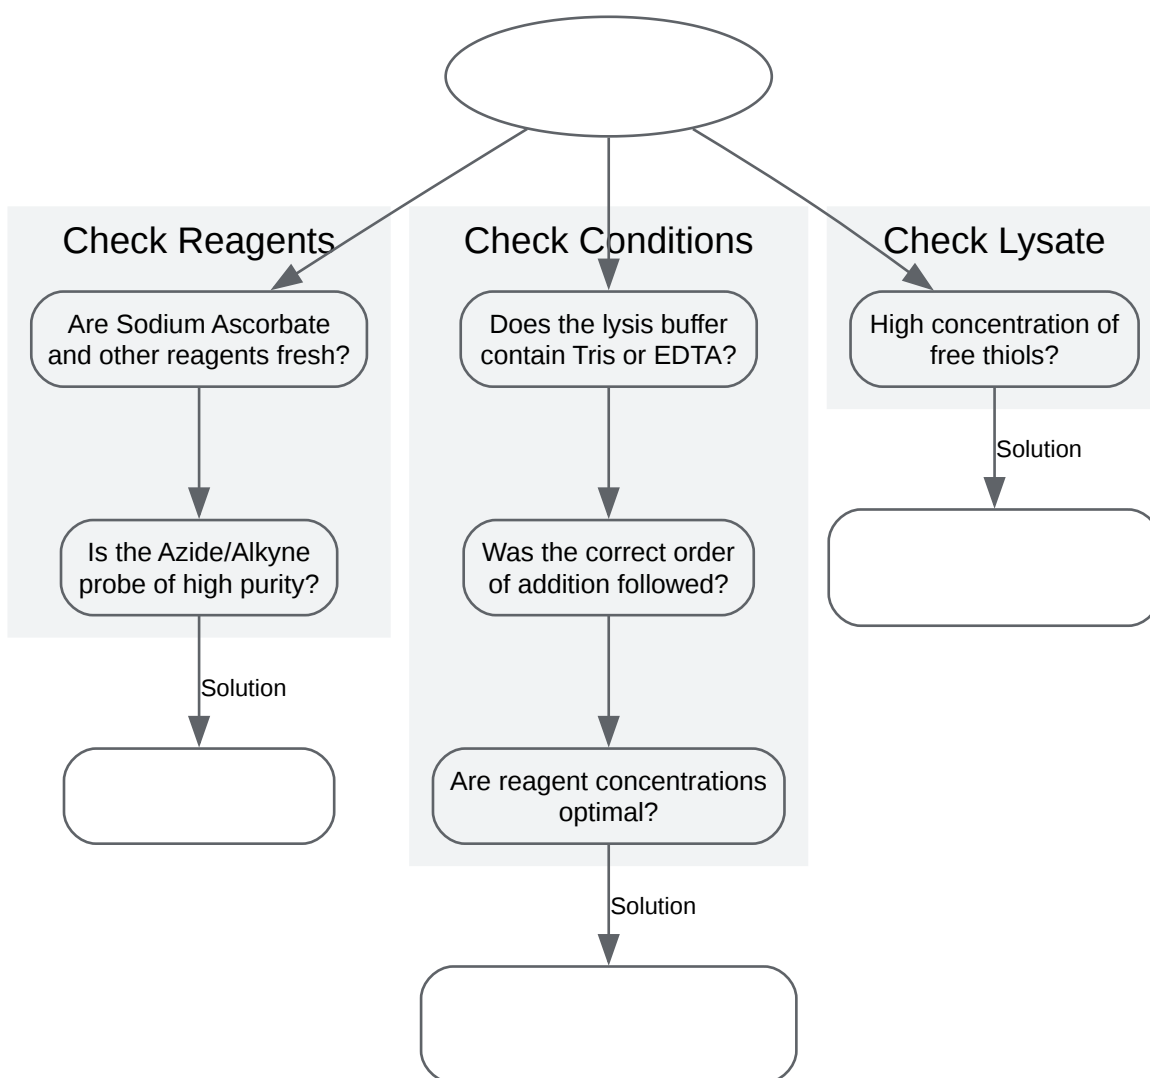 Check Reagents
Are Sodium Ascorbate
and other reagents fresh?
Is the Azide/Alkyne
probe of high purity?
Solution
Check Conditions
Does the lysis buffer
contain Tris or EDTA?
Was the correct order
of addition followed?
Are reagent concentrations
optimal?
Solution
Check Lysate
High concentration of
free thiols?
Solution